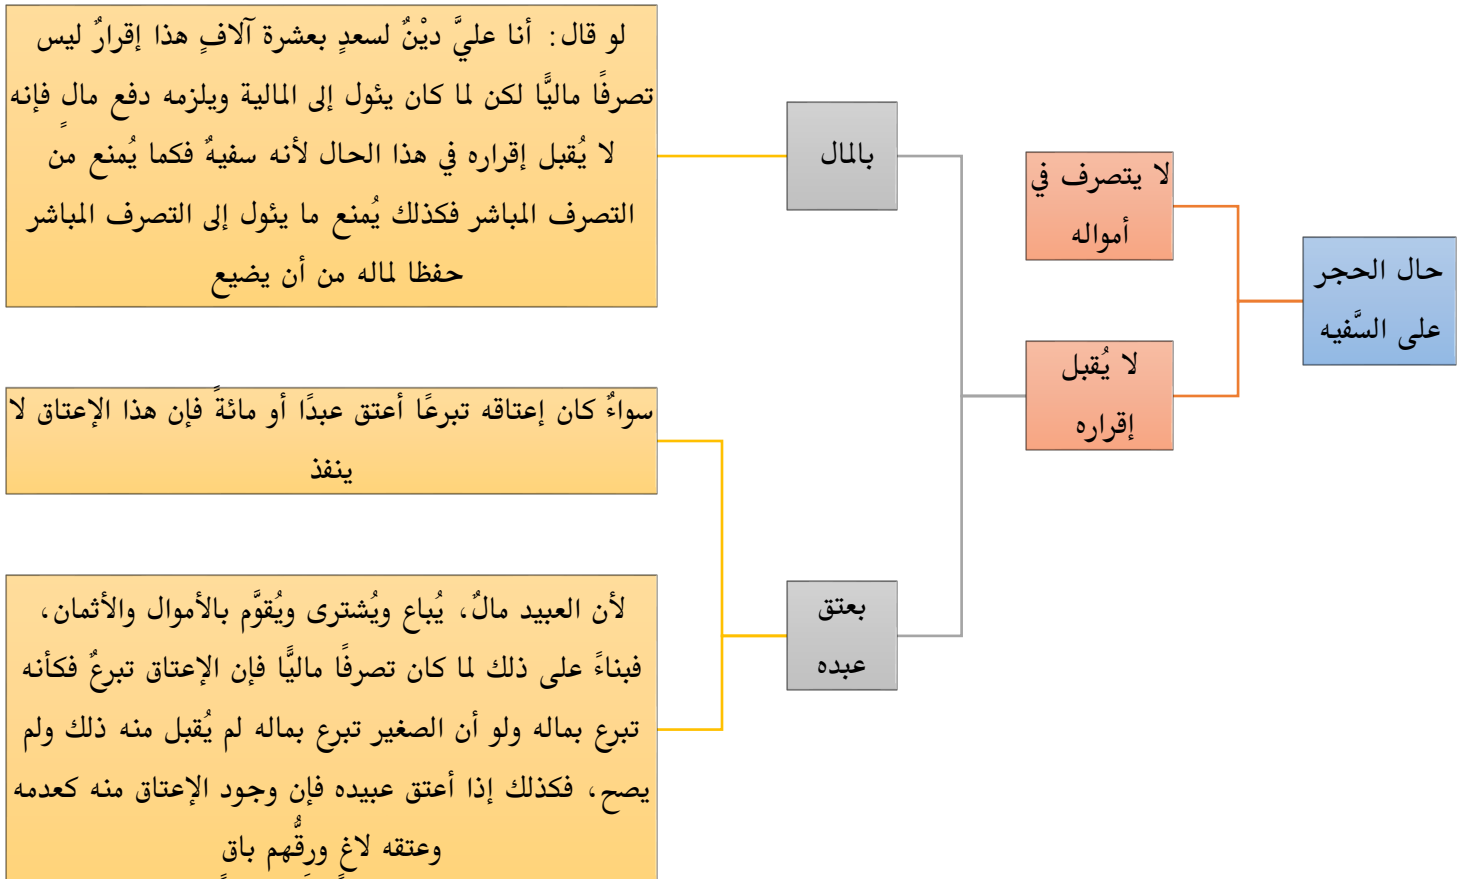 حال الحجر
على السَّفيه
لا يتصرف في
أمواله
لا يُقبل
إقراره
بالمال
لو قال: أنا عليَّ ديْنٌ لسعدٍ بعشرة آلافٍ هذا إقرارٌ ليس
تصرفًا ماليًّا لكن لما كان يئول إلى المالية ويلزمه دفع مالٍ فإنه
لا يُقبل إقراره في هذا الحال لأنه سفيهٌ فكما يُمنع من
التصرف المباشر فكذلك يُمنع ما يئول إلى التصرف المباشر
حفظا لماله من أن يضيع
بعتق
عبده
سواءٌ كان إعتاقه تبرعًا أعتق عبدًا أو مائةً فإن هذا الإعتاق لا
ينفذ
لأن العبيد مالٌ، يُباع ويُشترى ويُقوَّم بالأموال والأثمان،
فبناءً على ذلك لما كان تصرفًا ماليًّا فإن الإعتاق تبرعٌ فكأنه
تبرع بماله ولو أن الصغير تبرع بماله لم يُقبل منه ذلك ولم
يصح، فكذلك إذا أعتق عبيده فإن وجود الإعتاق منه كعدمه
وعتقه لاغٍ ورِقُّهم باقٍ